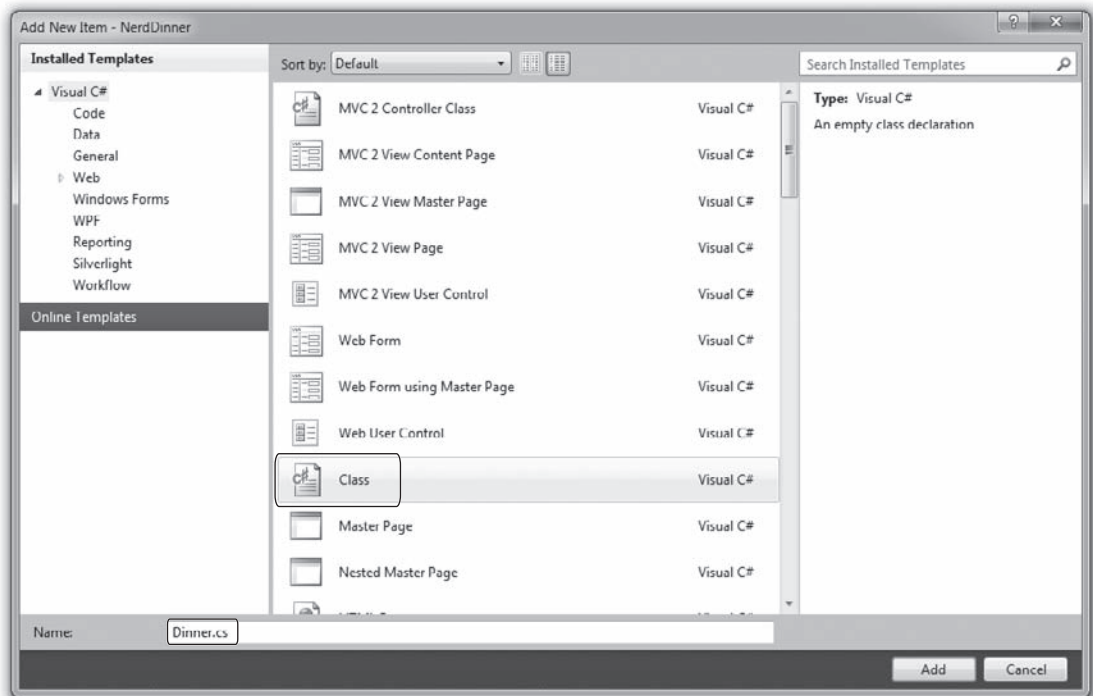 Add New Item - NerdDinner
Installed Templates
Visual C#
Code
Data
General
Web
Windows Forms
WPF
Reporting
Silverlight
Workflow
Online Templates
Sort by: Default
MVC 2 Controller Class Visual C#
MVC 2 View Content Page Visual C#
MVC 2 View Master Page Visual C#
MVC 2 View Page Visual C#
MVC 2 View User Control Visual C#
Web Form Visual C#
Web Form using Master Page Visual C#
Web User Control Visual C#
Class Visual C#
Master Page Visual C#
Nested Master Page Visual C#
Search Installed Templates
Type: Visual C#
An empty class declaration
Name: Dinner.cs
Add Cancel